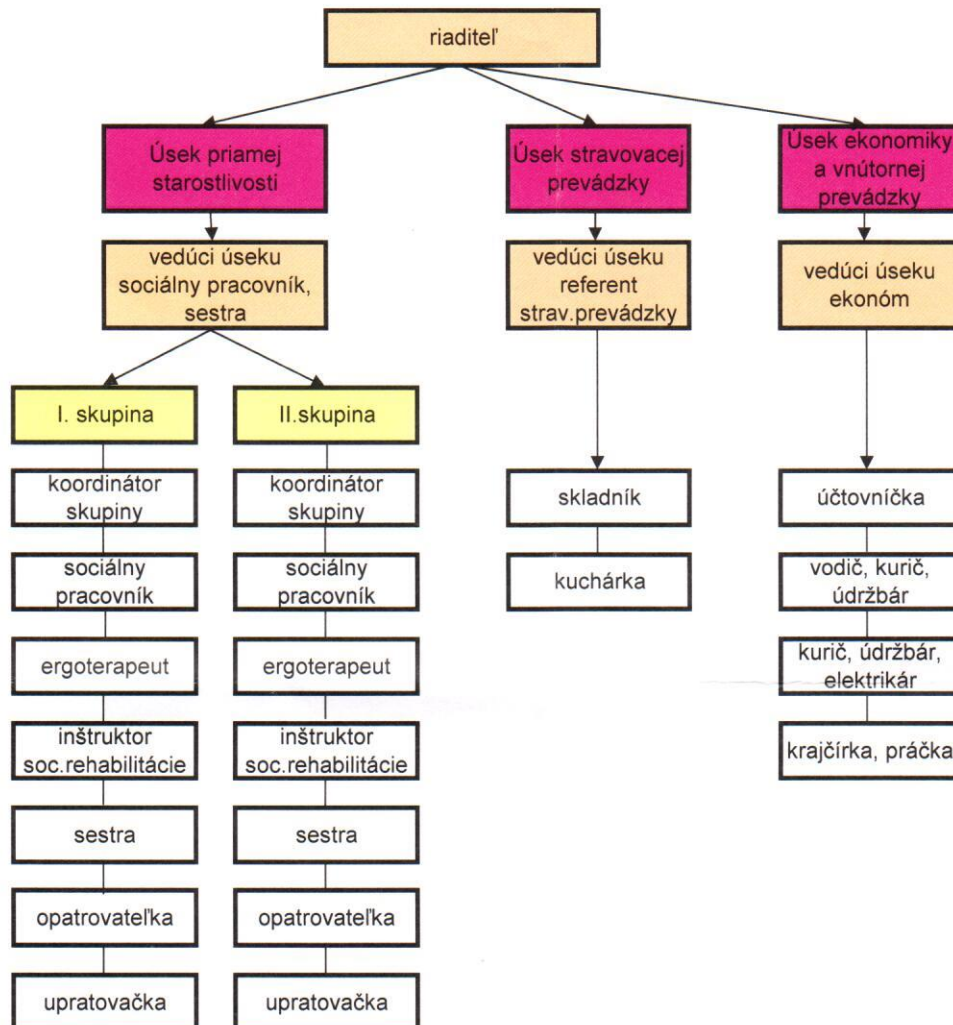 riaditeľ
Úsek priamej
starostlivosti
Úsek stravovacej
prevádzky
Úsek ekonomiky
a vnútornej
prevádzky
vedúci úseku
sociálny pracovník,
sestra
vedúci úseku
referent
strav.prevádzky
vedúci úseku
ekonóm
I. skupina
II.skupina
koordinátor
skupiny
koordinátor
skupiny
skladník
účtovníčka
sociálny
pracovník
sociálny
pracovník
kuchárka
vodič, kurič,
údržbár
ergoterapeut
ergoterapeut
kurič, údržbár,
elektrikár
inštruktor
soc.rehabilitácie
inštruktor
soc.rehabilitácie
krajčírka, práčka
sestra
sestra
opatrovateľka
opatrovateľka
upratovačka
upratovačka